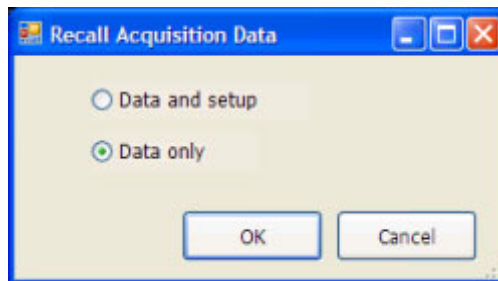 Recall Acquisition Data
Data and setup
Data only
OK Cancel